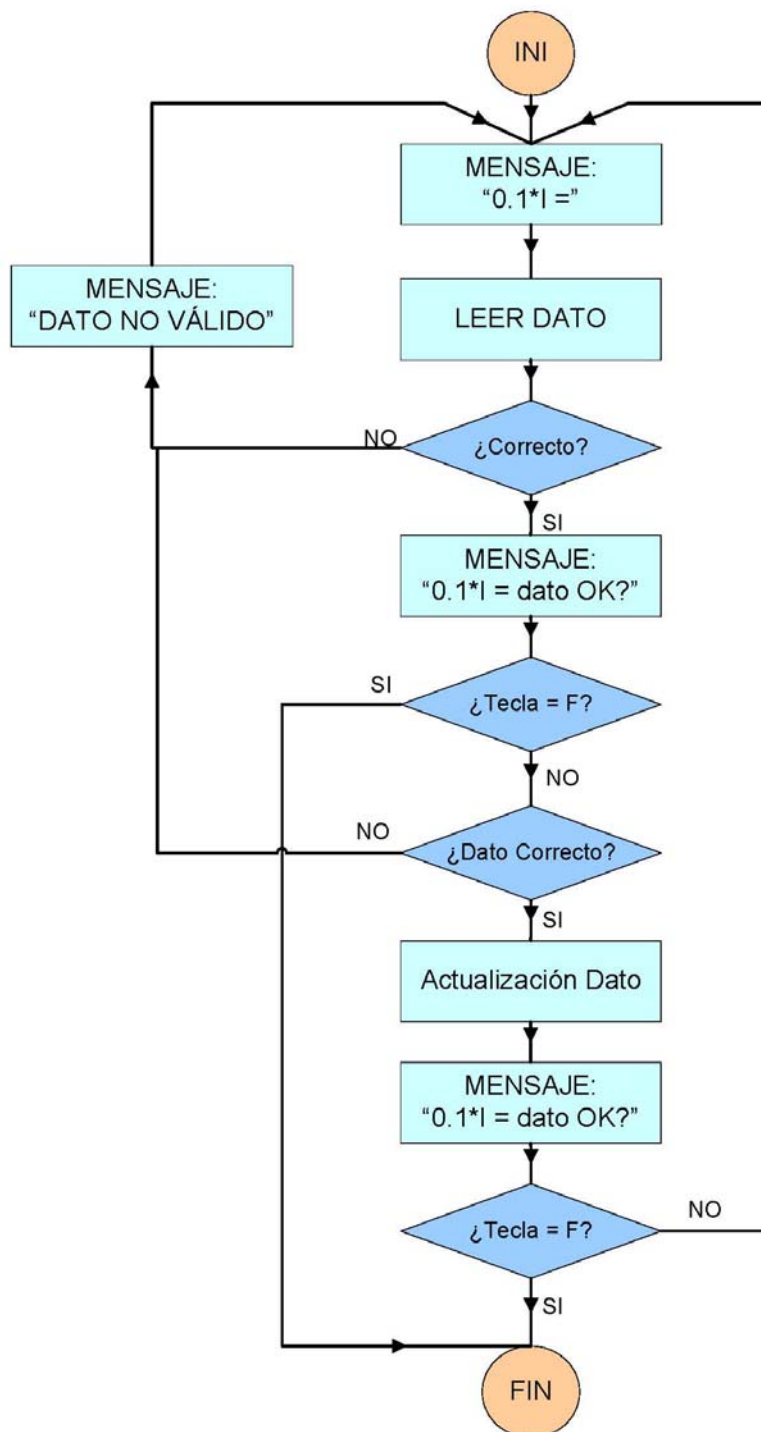 INI
MENSAJE:
“0.1*I =”
MENSAJE:
“DATO NO VÁLIDO”
LEER DATO
NO
¿Correcto?
SI
MENSAJE:
“0.1*I = dato OK?”
SI
¿Tecla = F?
NO
NO
¿Dato Correcto?
SI
Actualización Dato
MENSAJE:
“0.1*I = dato OK?”
¿Tecla = F?
NO
SI
FIN